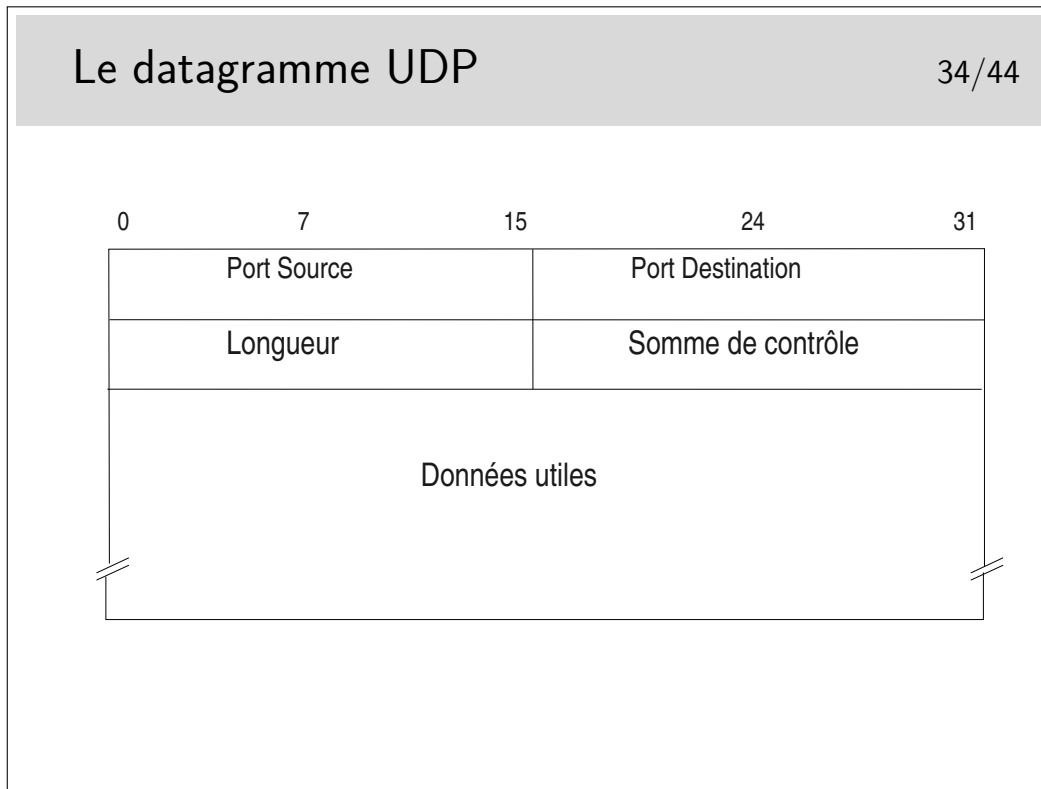 Le datagramme UDP 34/44
0 7 15 24 31
Port Source Port Destination
Longueur Somme de contrôle
Données utiles